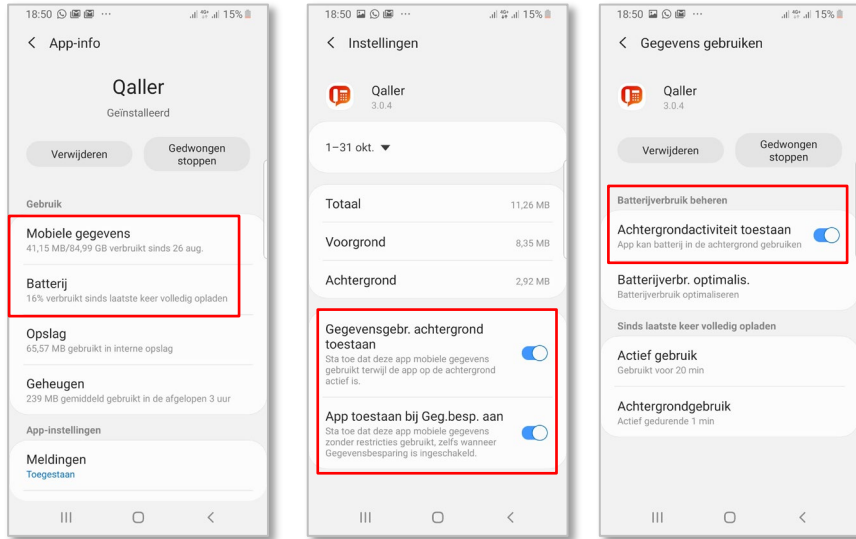 18:50 ... 4G+ 15%
App-info
Qaller
Geïnstalleerd
Verwijderen
Gedwongen
stoppen
Gebruik
Mobiele gegevens
41,15 MB/84,99 GB verbruikt sinds 26 aug.
Batterij
16% verbruikt sinds laatste keer volledig opladen
Opslag
65,57 MB gebruikt in interne opslag
Geheugen
239 MB gemiddeld gebruikt in de afgelopen 3 uur
App-instellingen
Meldingen
Toegestaan
18:50 ... 4G+ 15%
Instellingen
Qaller
3.0.4
1–31 okt.
Totaal 11,26 MB
Voorgrond 8,35 MB
Achtergrond 2,92 MB
Gegevensgebr. achtergrond
toestaan
Sta toe dat deze app mobiele gegevens
gebruikt terwijl de app op de achtergrond
actief is.
App toestaan bij Geg.besp. aan
Sta toe dat deze app mobiele gegevens
zonder restricties gebruikt, zelfs wanneer
Gegevensbesparing is ingeschakeld.
18:50 ... 4G+ 15%
Gegevens gebruiken
Qaller
3.0.4
Verwijderen
Gedwongen
stoppen
Batterijverbruik beheren
Achtergrondactiviteit toestaan
App kan batterij in de achtergrond gebruiken
Batterijverbr. optimalis.
Batterijverbruik optimaliseren
Sinds laatste keer volledig opladen
Actief gebruik
Gebruikt voor 20 min
Achtergrondgebruik
Actief gedurende 1 min